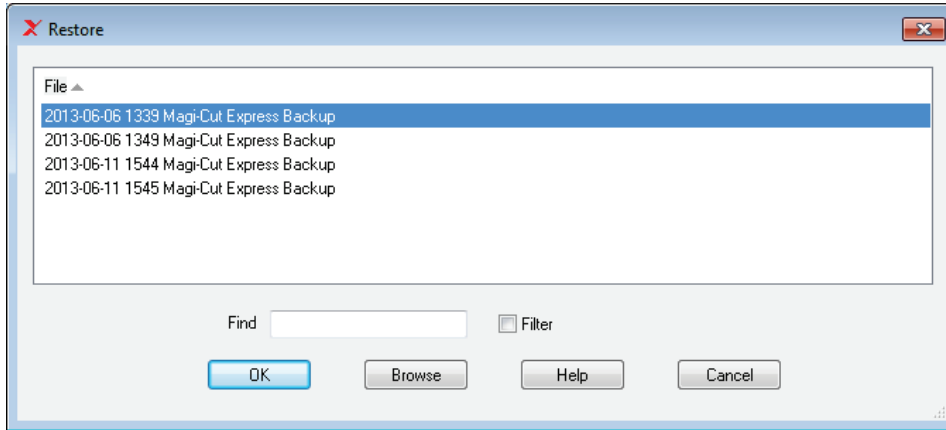 Restore
File
2013-06-06 1339 Magi-Cut Express Backup
2013-06-06 1349 Magi-Cut Express Backup
2013-06-11 1544 Magi-Cut Express Backup
2013-06-11 1545 Magi-Cut Express Backup
Find Filter
OK Browse Help Cancel